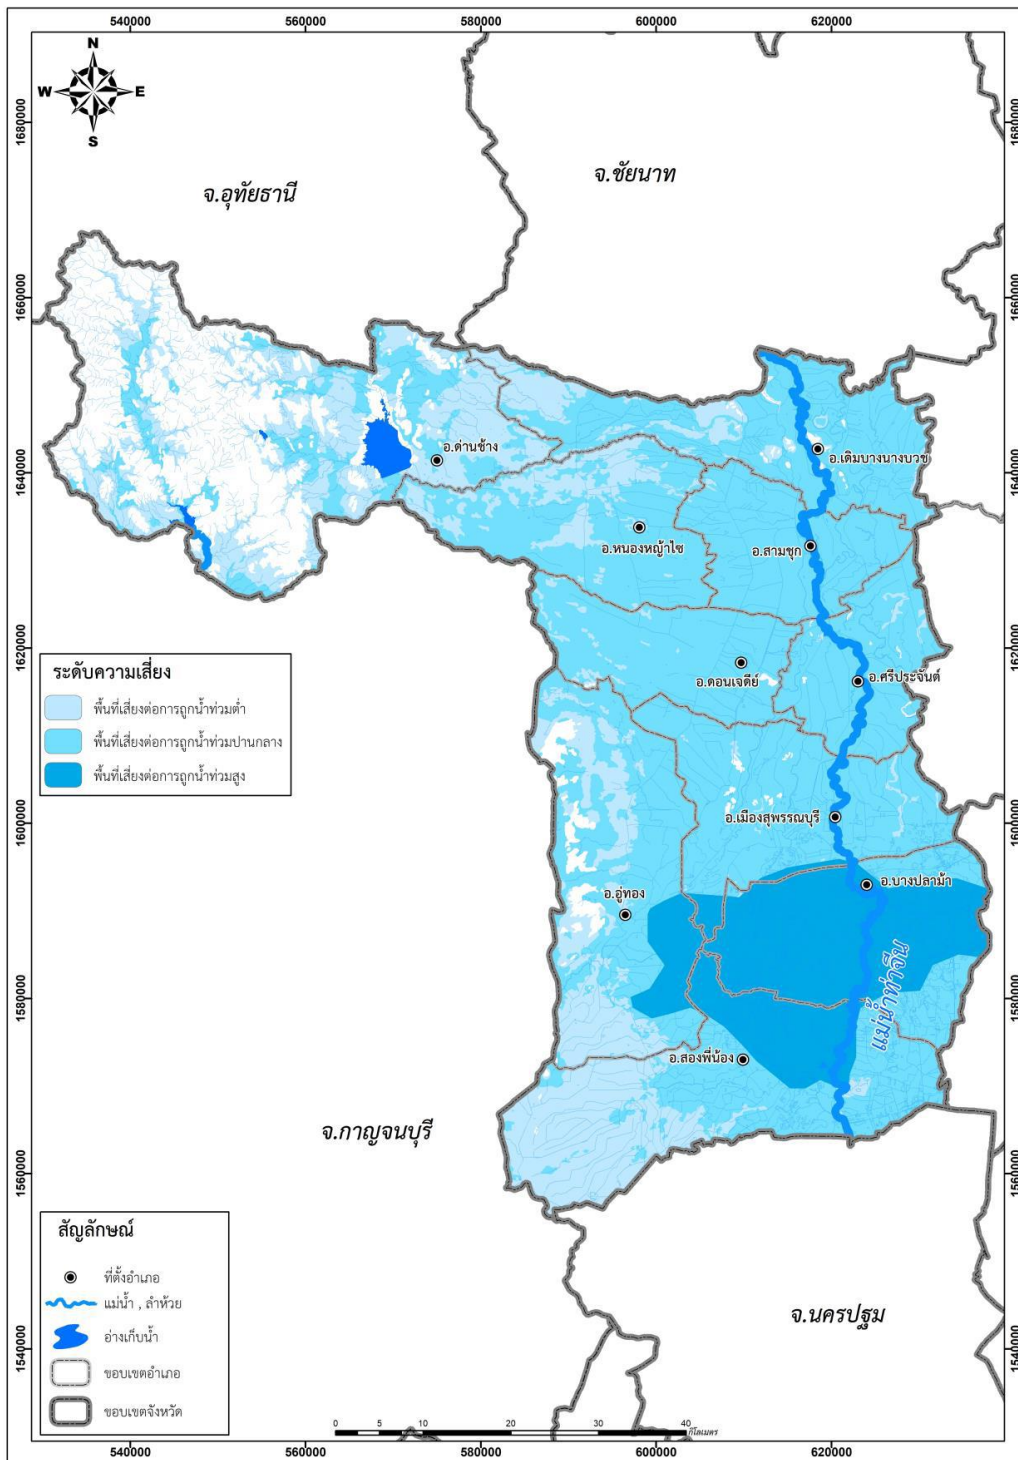 540000 560000 580000 600000 620000
N
W E
S
1680000 1680000
จ.ชัยนาท
จ.อุทัยธานี
1660000 1660000
อ.ด่านช้าง
อ.เดิมบางนางบวช
1640000 1640000
อ.หนองหญ้าไซ
อ.สามชุก
1620000 1620000
อ.ดอนเจดีย์
อ.ศรีประจันต์
ระดับความเสี่ยง
พื้นที่เสี่ยงต่อการถูกน้ำท่วมต่ำ
พื้นที่เสี่ยงต่อการถูกน้ำท่วมปานกลาง
พื้นที่เสี่ยงต่อการถูกน้ำท่วมสูง
1600000 1600000
อ.เมืองสุพรรณบุรี
อ.บางปลาม้า
อ.อู่ทอง
แม่น้ำท่าจีน
1580000 1580000
อ.สองพี่น้อง
จ.กาญจนบุรี
1560000 1560000
สัญลักษณ์
ที่ตั้งอำเภอ
แม่น้ำ , ลำห้วย
อ่างเก็บน้ำ
ขอบเขตอำเภอ
ขอบเขตจังหวัด
จ.นครปฐม
1540000 1540000
0 5 10 20 30 40
กิโลเมตร
540000 560000 580000 600000 620000